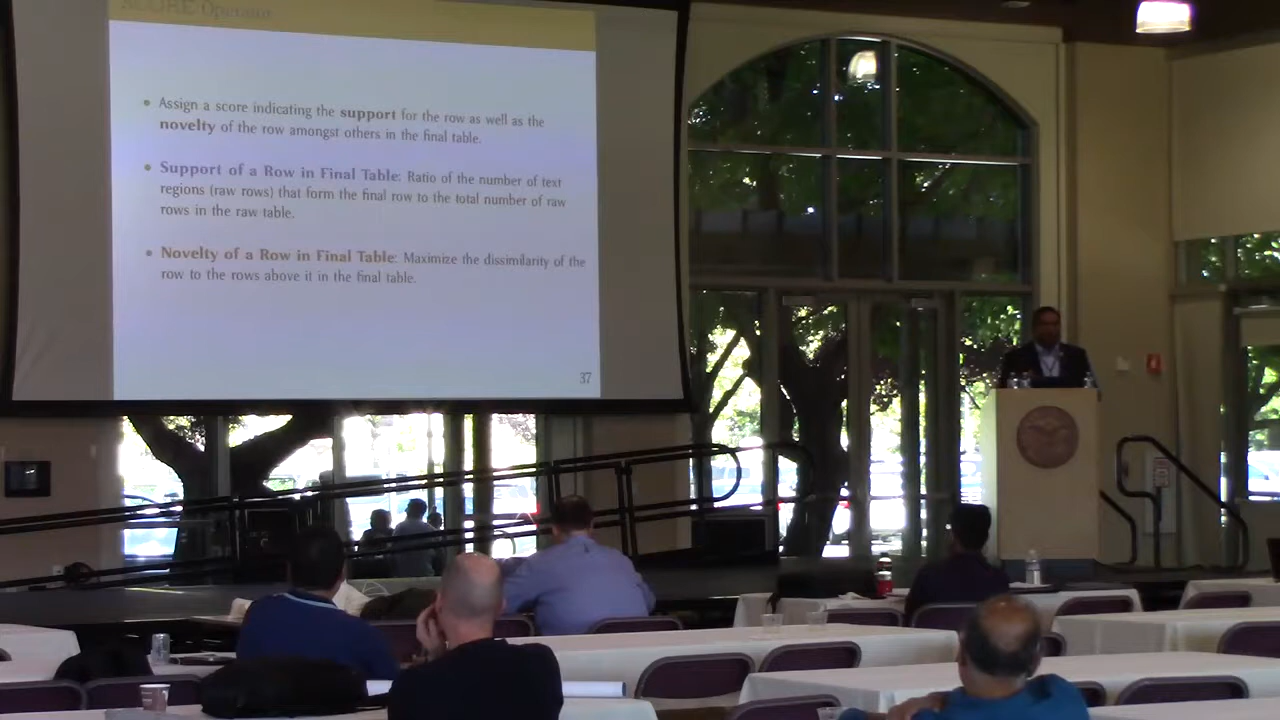 SCORE Operator
• Assign a score indicating the support for the row as well as the
novelty of the row amongst others in the final table.
• Support of a Row in Final Table: Ratio of the number of text
regions (raw rows) that form the final row to the total number of raw
rows in the raw table.
• Novelty of a Row in Final Table: Maximize the dissimilarity of the
row to the rows above it in the final table.
37